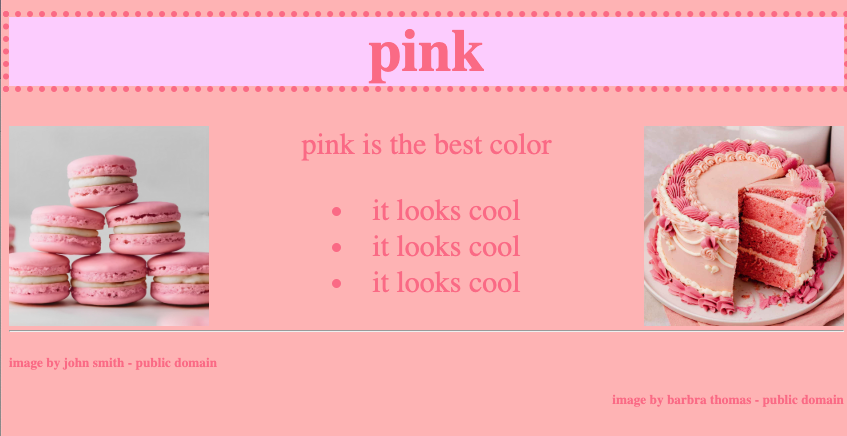 pink
pink is the best color
it looks cool
it looks cool
it looks cool
image by john smith - public domain
image by barbra thomas - public domain